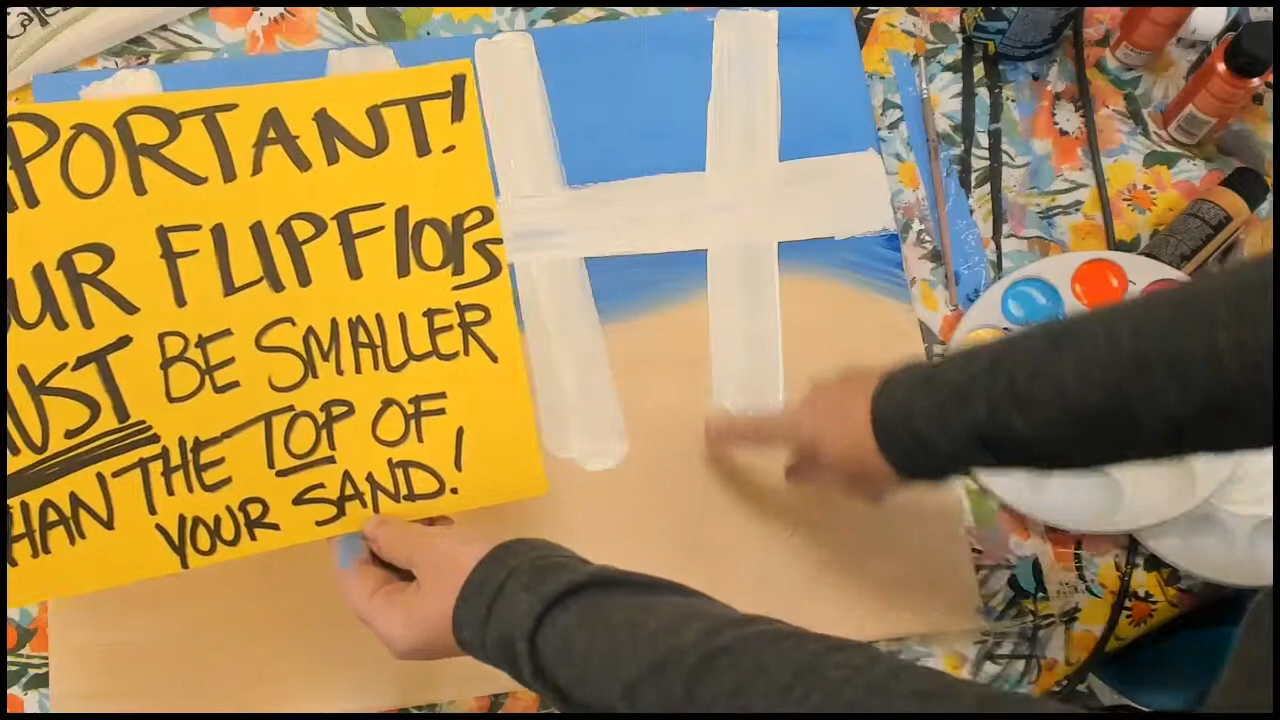 PORTANT!
UR FLIPFlOPs
UST BE SMALLER
HAN THE TOP OF
YOUR SAND!